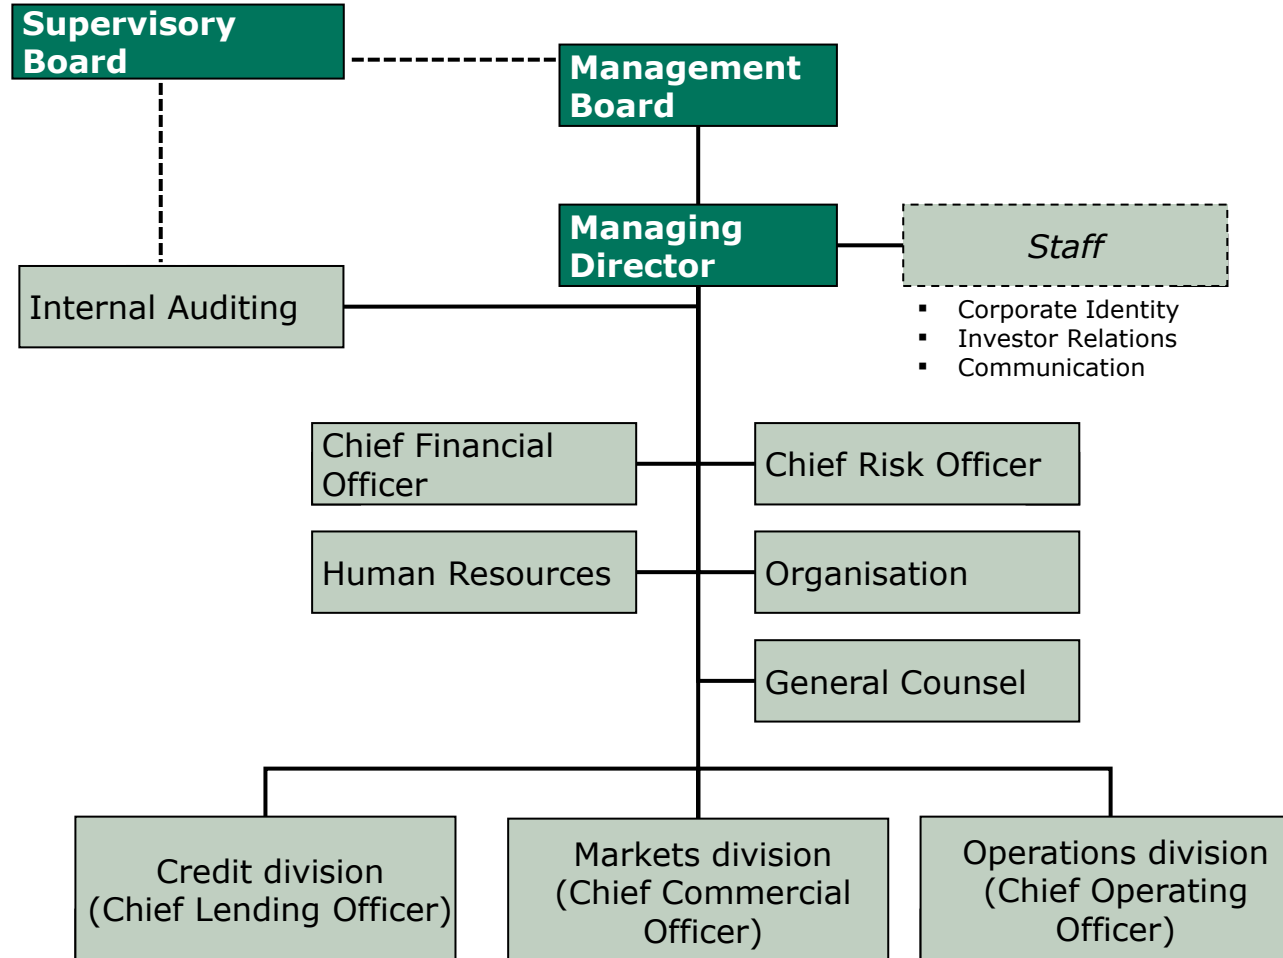 Supervisory
Board
Management
Board
Managing
Director
Staff
▪ Corporate Identity
▪ Investor Relations
▪ Communication
Internal Auditing
Chief Financial
Officer
Chief Risk Officer
Human Resources
Organisation
General Counsel
Credit division
(Chief Lending Officer)
Markets division
(Chief Commercial
Officer)
Operations division
(Chief Operating
Officer)